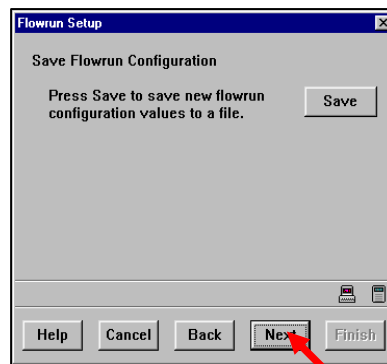 Flowrun Setup
Save Flowrun Configuration
Press Save to save new flowrun
configuration values to a file.
Save
Help
Cancel
Back
Next
Finish